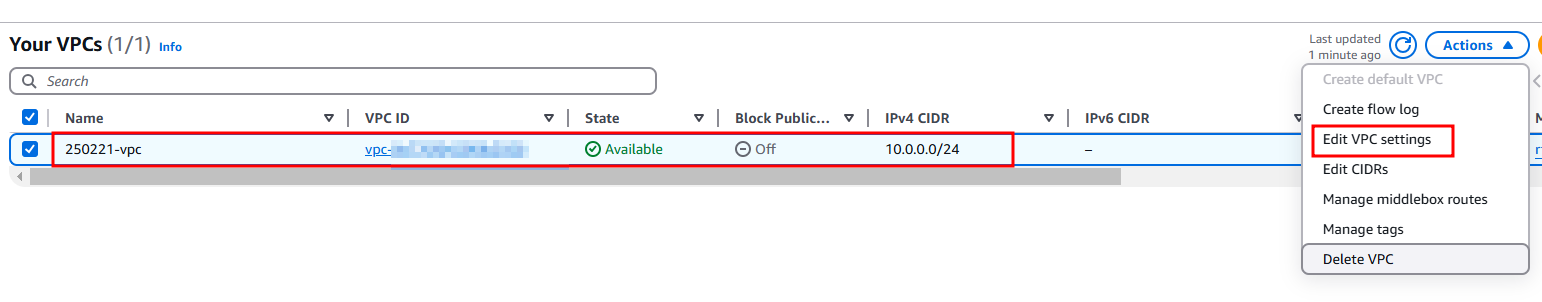 Your VPCs (1/1) Info
Last updated
1 minute ago
Actions
Search
Create default VPC
Create flow log
Edit VPC settings
Edit CIDRs
Manage middlebox routes
Manage tags
Delete VPC
Name VPC ID State Block Public... IPv4 CIDR IPv6 CIDR
250221-vpc vpc- Available Off 10.0.0.0/24 –